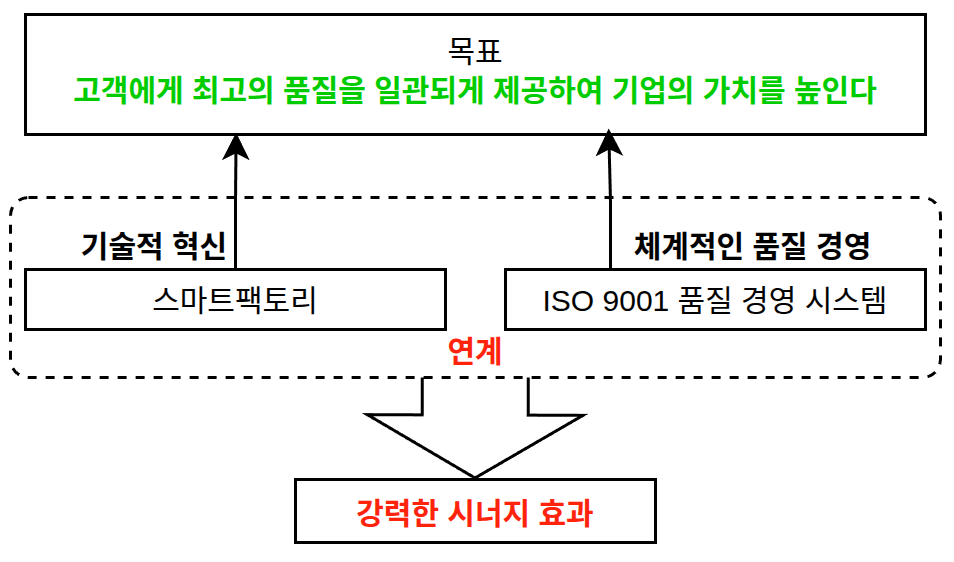 목표
고객에게 최고의 품질을 일관되게 제공하여 기업의 가치를 높인다
기술적 혁신
체계적인 품질 경영
스마트팩토리
ISO 9001 품질 경영 시스템
연계
강력한 시너지 효과